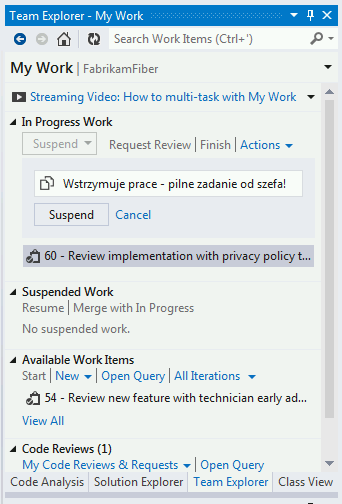 Team Explorer - My Work
Search Work Items (Ctrl+')
My Work | FabrikamFiber
Streaming Video: How to multi-task with My Work
In Progress Work
Suspend | Request Review | Finish | Actions
Wstrzymuje prace - pilne zadanie od szefa!
Suspend Cancel
60 - Review implementation with privacy policy t...
Suspended Work
Resume | Merge with In Progress
No suspended work.
Available Work Items
Start | New | Open Query | All Iterations
54 - Review new feature with technician early ad...
View All
Code Reviews (1)
My Code Reviews & Requests | Open Query
Code Analysis Solution Explorer Team Explorer Class View